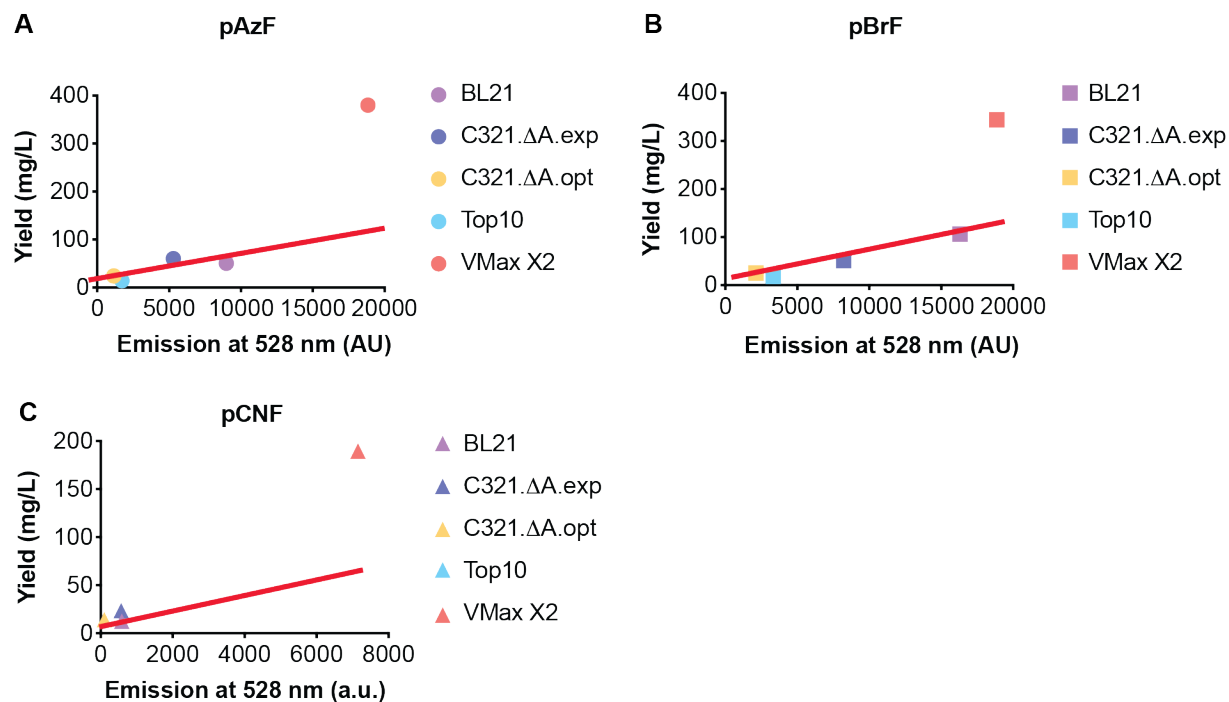 A
pAzF
400
300
200
100
0
0
5000
10000
15000
20000
Yield (mg/L)
Emission at 528 nm (AU)
BL21
C321.ΔA.exp
C321.ΔA.opt
Top10
VMax X2
B
pBrF
400
300
200
100
0
0
5000
10000
15000
20000
Yield (mg/L)
Emission at 528 nm (AU)
BL21
C321.ΔA.exp
C321.ΔA.opt
Top10
VMax X2
C
pCNF
200
150
100
50
0
0
2000
4000
6000
8000
Yield (mg/L)
Emission at 528 nm (a.u.)
BL21
C321.ΔA.exp
C321.ΔA.opt
Top10
VMax X2